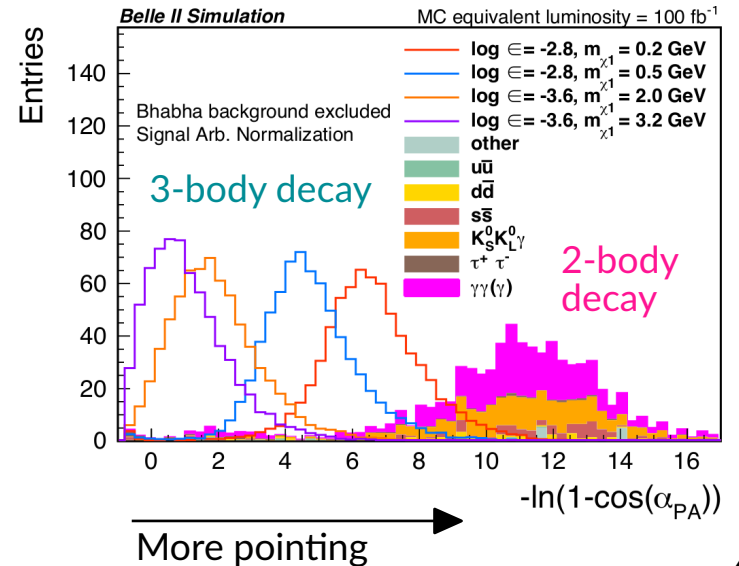 Belle II Simulation
MC equivalent luminosity = 100 fb⁻¹
Entries
140
120
100
80
60
40
20
0
Bhabha background excluded
Signal Arb. Normalization
log ∈= -2.8, mχ1 = 0.2 GeV
log ∈= -2.8, mχ1 = 0.5 GeV
log ∈= -3.6, mχ1 = 2.0 GeV
log ∈= -3.6, mχ1 = 3.2 GeV
other
uū
dd̄
ss̄
K⁰SK⁰Lγ
τ⁺ τ⁻
γγ(γ)
3-body decay
2-body
decay
0 2 4 6 8 10 12 14 16
-ln(1-cos(αPA))
More pointing